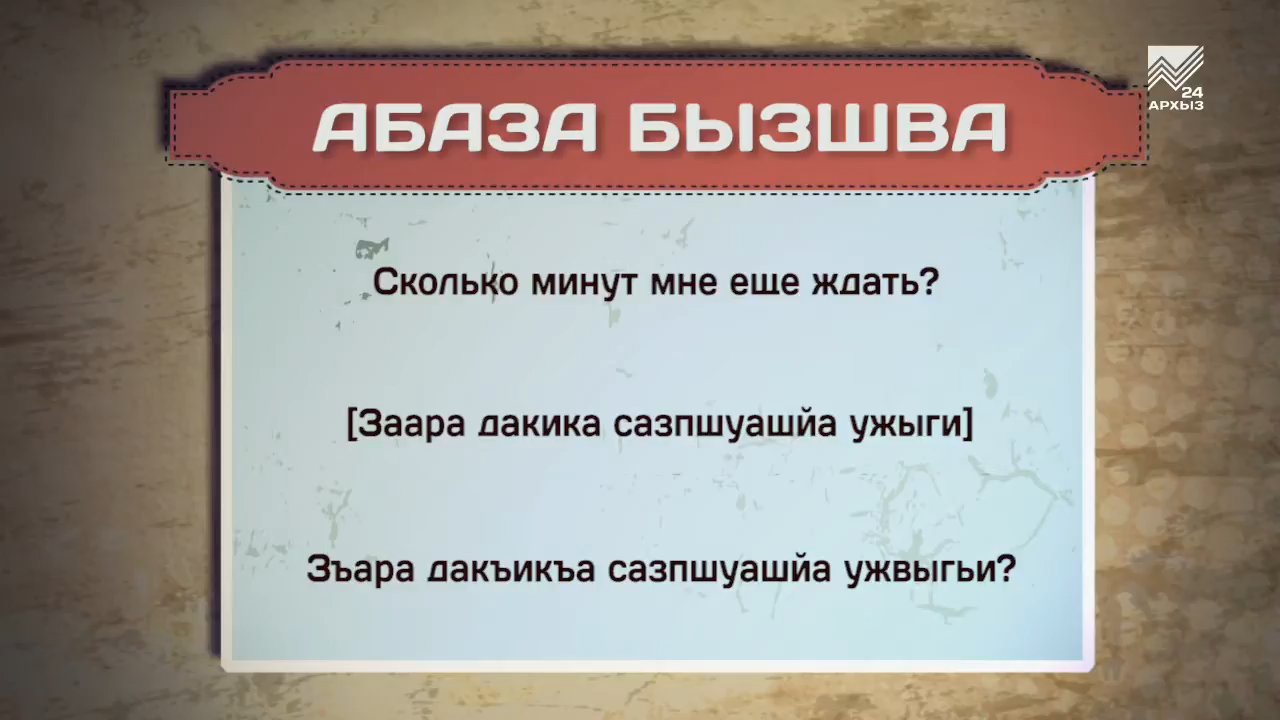 АБАЗА БЫЗШВА
24
АРХЫЗ
Сколько минут мне еще ждать?
[Заара дакика сазпшуашйа ужыги]
Зъара дакъикъа сазпшуашйа ужвыгьи?